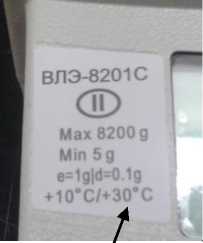 ВЛЭ-8201С
II
Max 8200 g
Min 5 g
e=1g|d=0.1g
+10°C/+30°C